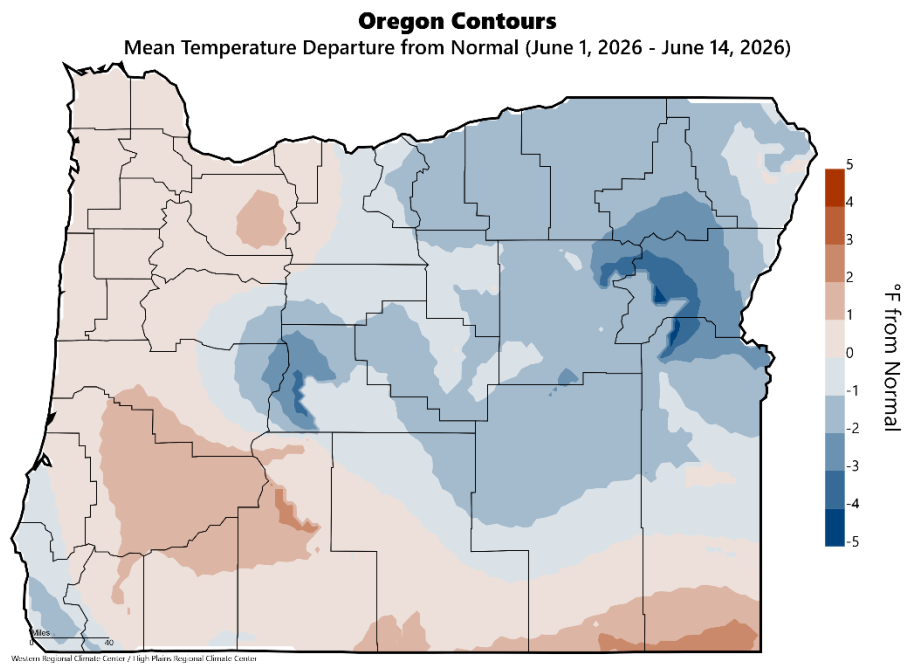 Oregon Contours
Mean Temperature Departure from Normal (June 1, 2026 - June 14, 2026)
5
4
3
2
1
0
-1
-2
-3
-4
-5
°F from Normal
Miles
0 40
Western Regional Climate Center / High Plains Regional Climate Center